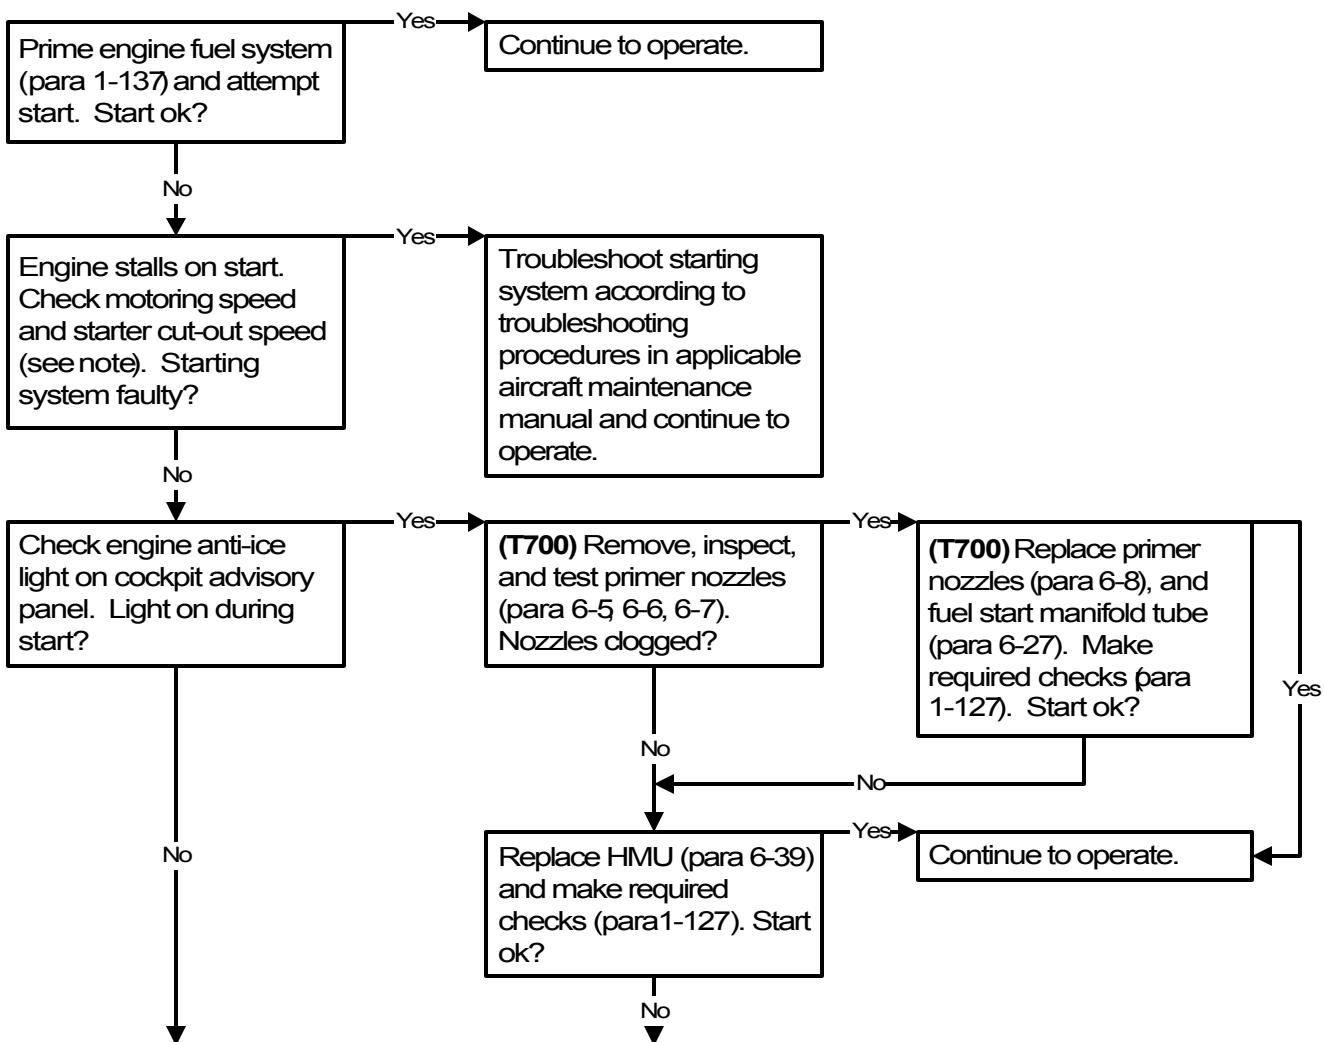 Yes
Prime engine fuel system
(para 1-137) and attempt
start. Start ok?
Continue to operate.
No
Yes
Engine stalls on start.
Check motoring speed
and starter cut-out speed
(see note). Starting
system faulty?
Troubleshoot starting
system according to
troubleshooting
procedures in applicable
aircraft maintenance
manual and continue to
operate.
No
Yes
Yes
Check engine anti-ice
light on cockpit advisory
panel. Light on during
start?
(T700) Remove, inspect,
and test primer nozzles
(para 6-5, 6-6, 6-7).
Nozzles clogged?
(T700) Replace primer
nozzles (para 6-8), and
fuel start manifold tube
(para 6-27). Make
required checks (para
1-127). Start ok?
Yes
No
No
No
Yes
Replace HMU (para 6-39)
and make required
checks (para1-127). Start
ok?
Continue to operate.
No